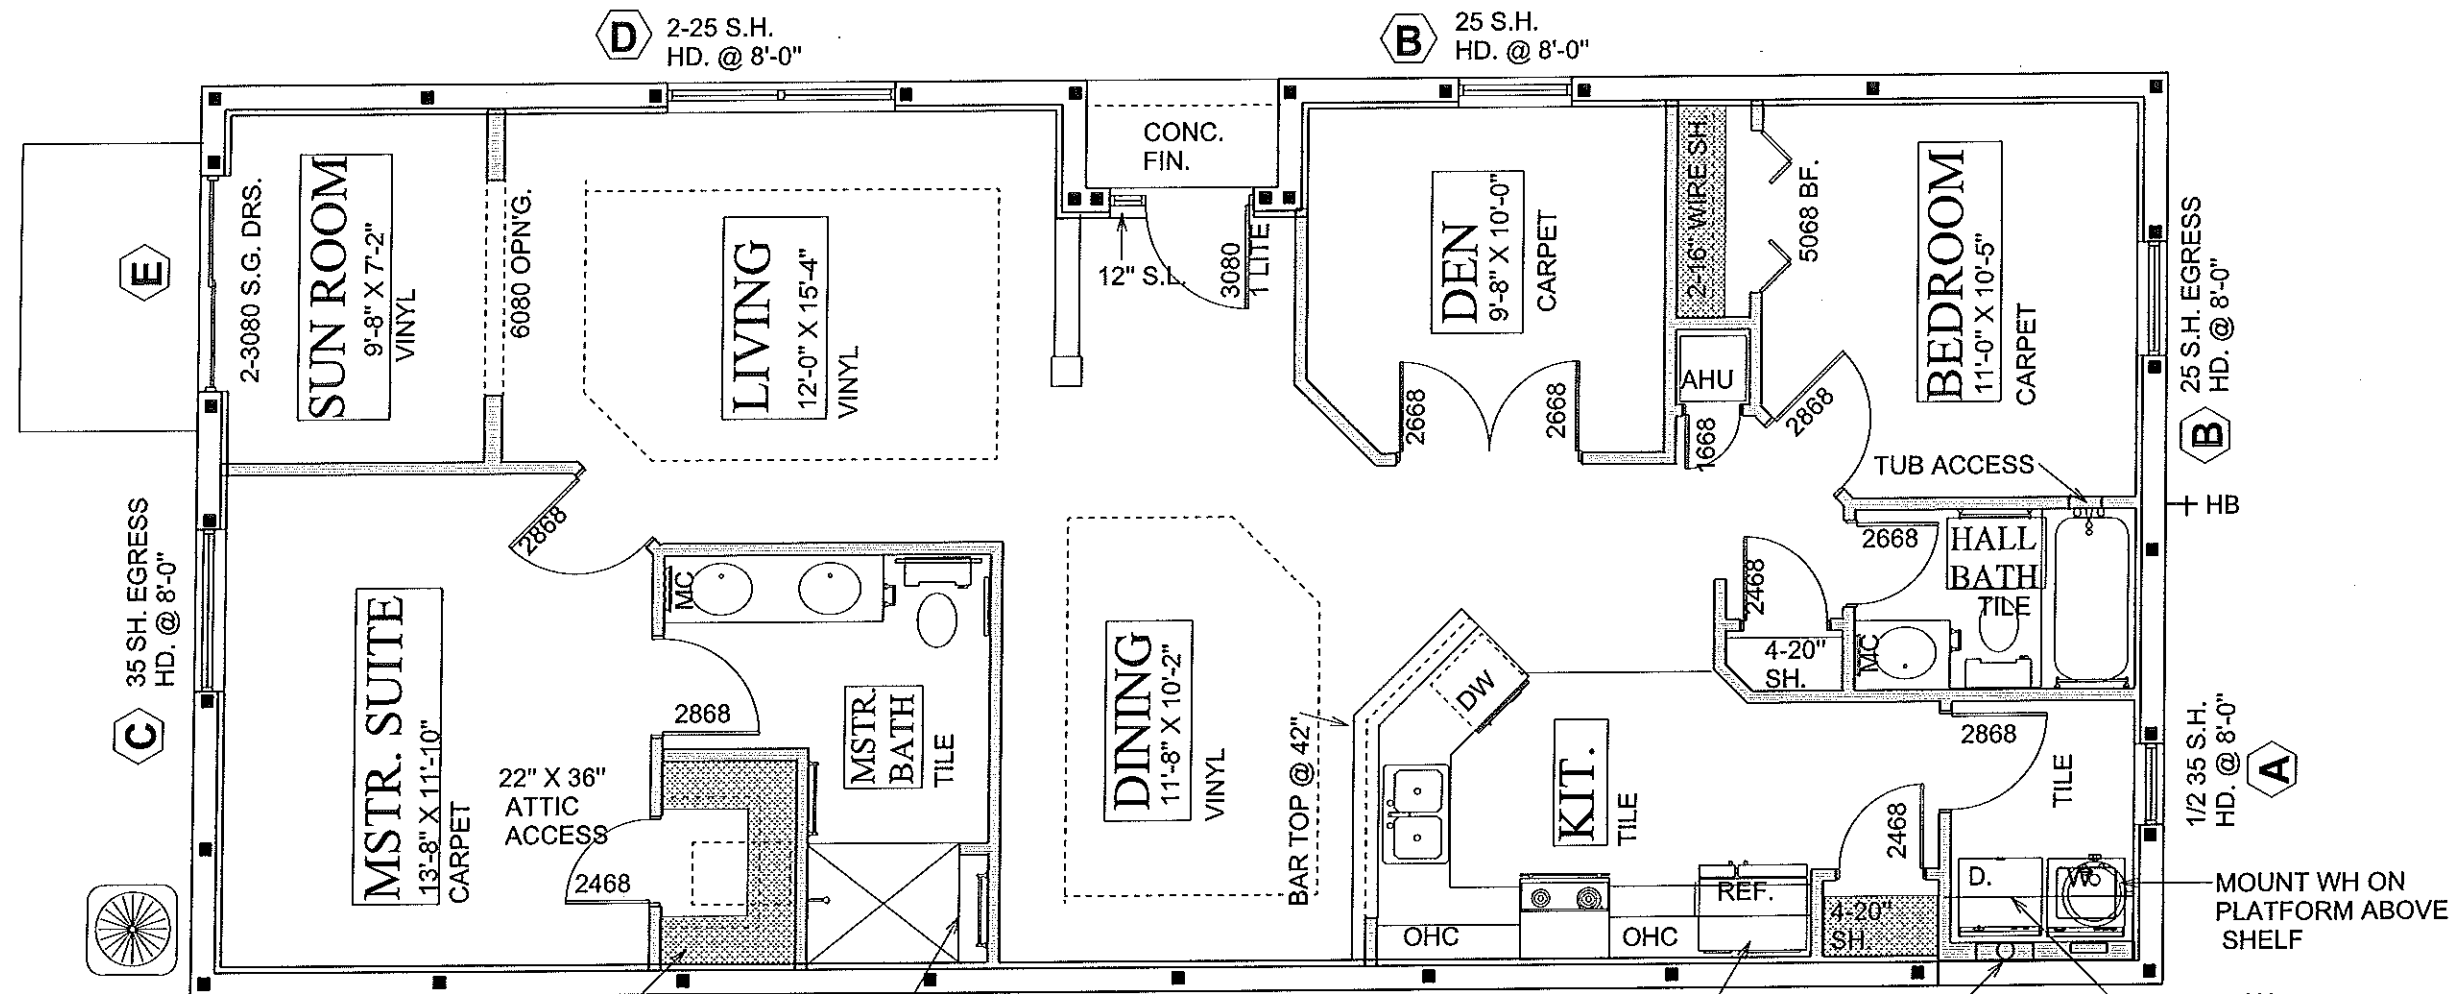 D
2-25 S.H.
HD. @ 8'-0"
B
25 S.H.
HD. @ 8'-0"
E
2-3080 S.G. DRS.
SUN ROOM
9'-8" X 7'-2"
VINYL
6080 OPN'G.
LIVING
12'-0" X 15'-4"
VINYL
CONC.
FIN.
12" S.L.
3080
1 LITE
DEN
9'-8" X 10'-0"
CARPET
2668
2668
2-16" WIRE SH.
5068 BF.
AHU
1668
2868
BEDROOM
11'-0" X 10'-5"
CARPET
25 S.H. EGRESS
HD. @ 8'-0"
B
TUB ACCESS
HB
35 SH. EGRESS
HD. @ 8'-0"
C
MSTR. SUITE
13'-8" X 11'-10"
CARPET
2868
MC
2868
MSTR.
BATH
TILE
22" X 36"
ATTIC
ACCESS
2468
DINING
11'-8" X 10'-2"
VINYL
BAR TOP @ 42"
DW
KIT.
TILE
OHC
OHC
REF.
2468
4-20"
SH.
2668
HALL
BATH
TILE
MC
2868
TILE
2468
4-20"
SH.
D.
W
1/2 35 S.H.
HD. @ 8'-0"
A
MOUNT WH ON
PLATFORM ABOVE
SHELF